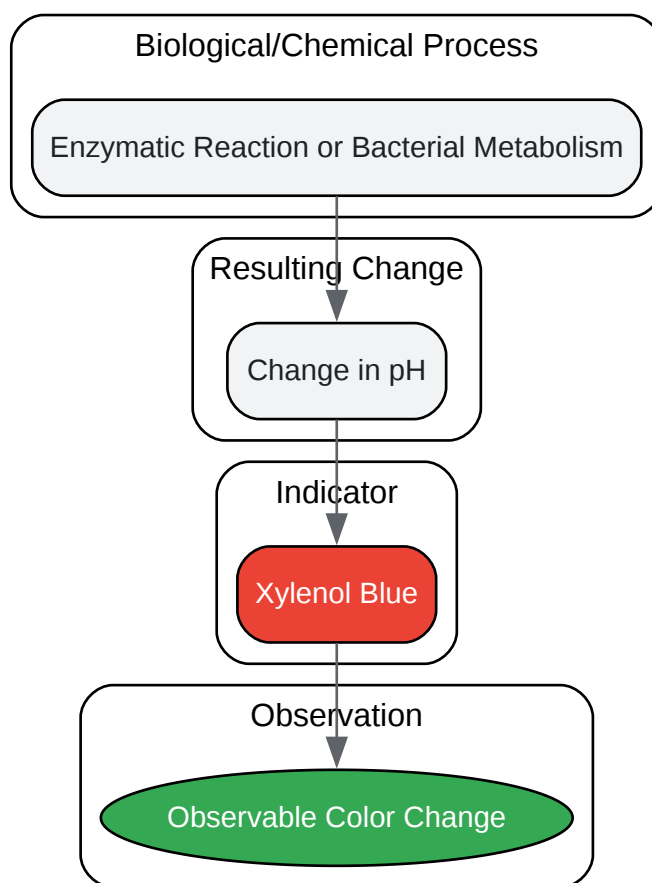 Biological/Chemical Process
Enzymatic Reaction or Bacterial Metabolism
Resulting Change
Change in pH
Indicator
Xylenol Blue
Observation
Observable Color Change